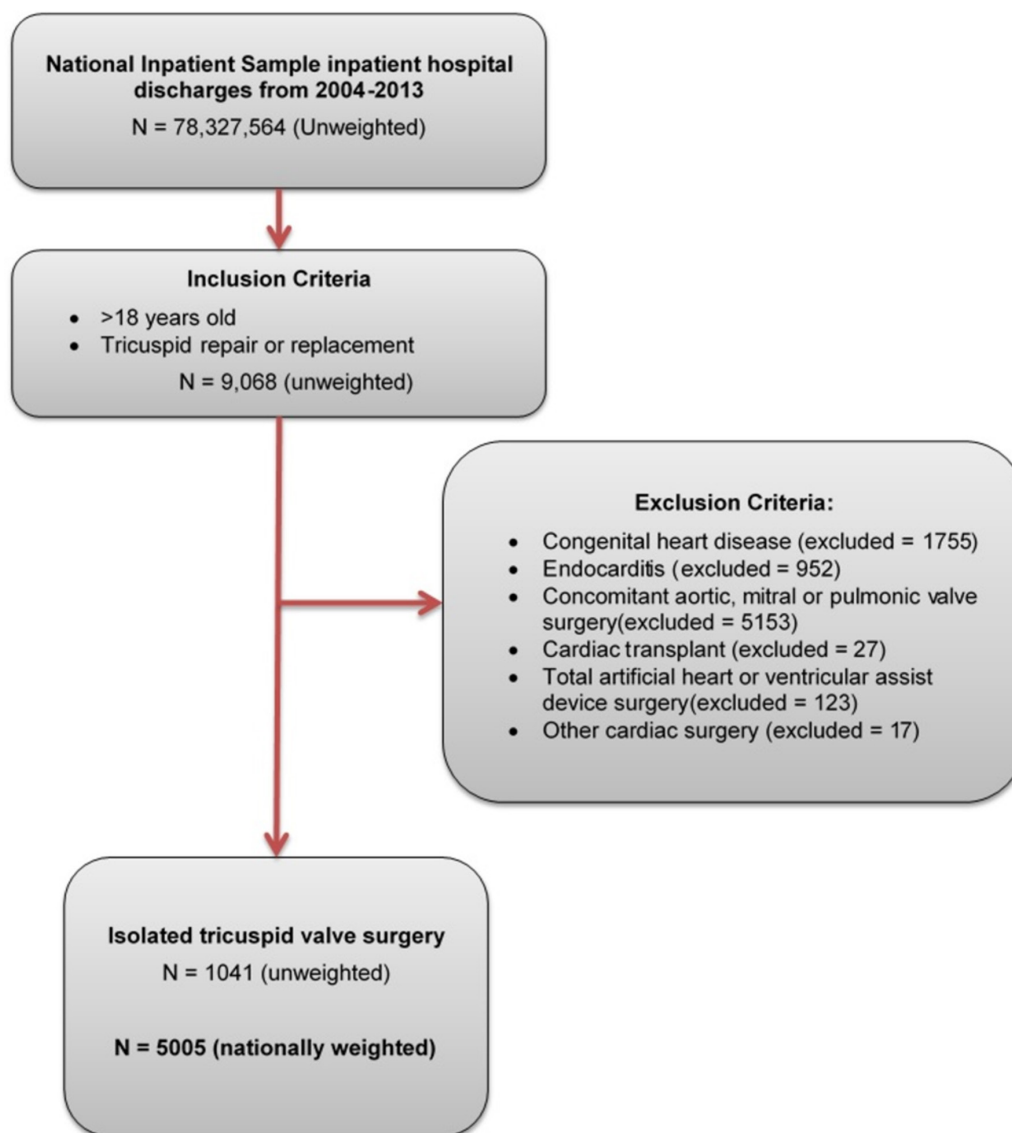 National Inpatient Sample inpatient hospital
discharges from 2004-2013
N = 78,327,564 (Unweighted)
Inclusion Criteria
• >18 years old
• Tricuspid repair or replacement
N = 9,068 (unweighted)
Exclusion Criteria:
• Congenital heart disease (excluded = 1755)
• Endocarditis (excluded = 952)
• Concomitant aortic, mitral or pulmonic valve
surgery(excluded = 5153)
• Cardiac transplant (excluded = 27)
• Total artificial heart or ventricular assist
device surgery(excluded = 123)
• Other cardiac surgery (excluded = 17)
Isolated tricuspid valve surgery
N = 1041 (unweighted)
N = 5005 (nationally weighted)